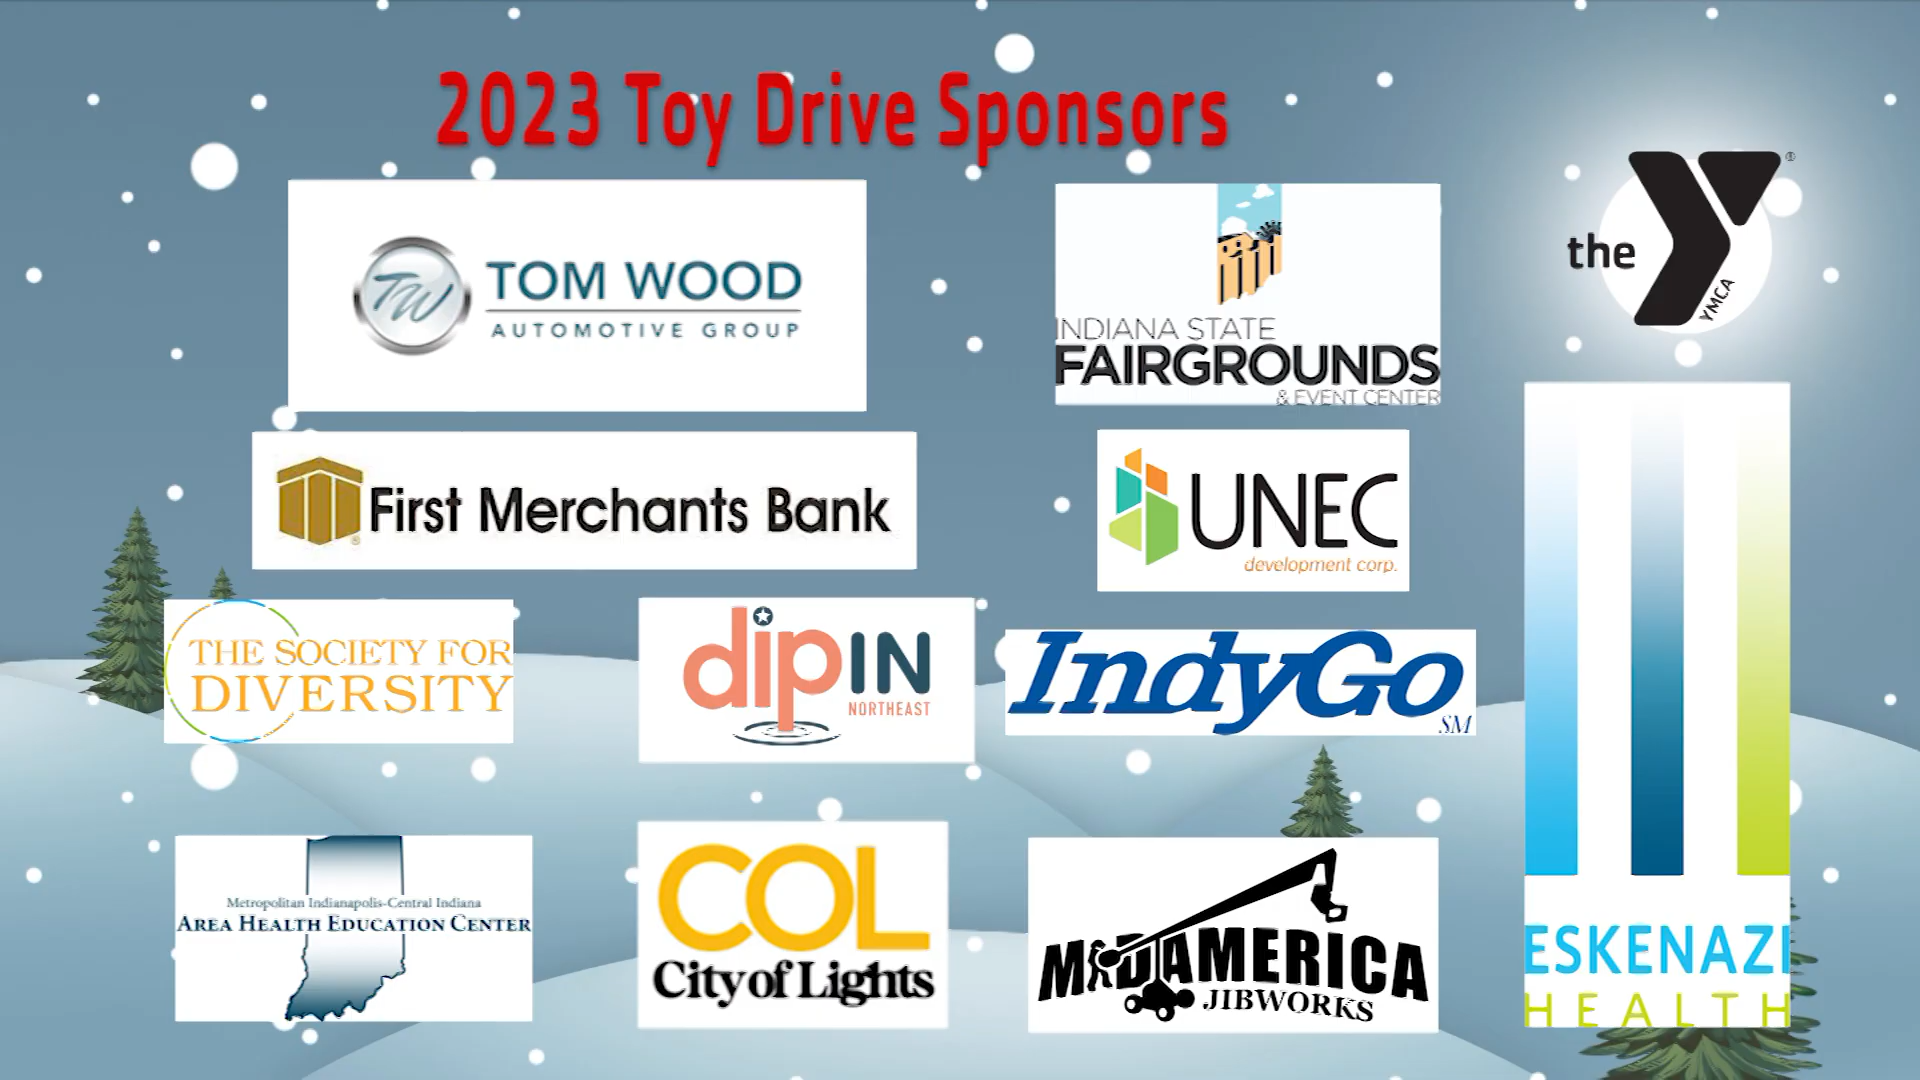 2023 Toy Drive Sponsors
TW
TOM WOOD
AUTOMOTIVE GROUP
INDIANA STATE
FAIRGROUNDS
& EVENT CENTER
the
YMCA
®
First Merchants Bank
®
UNEC
development corp.
THE SOCIETY FOR
DIVERSITY
dipIN
NORTHEAST
IndyGo
SM
Metropolitan Indianapolis-Central Indiana
AREA HEALTH EDUCATION CENTER
COL
City of Lights
MIDAMERICA
JIBWORKS
ESKENAZI
HEALTH